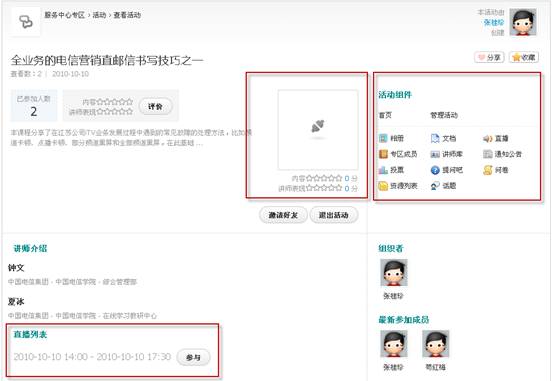 服务中心专区 › 活动 › 查看活动
本活动由
张桂珍
创建
全业务的电信营销直邮信书写技巧之一
查看数：2 | 2010-10-10
分享 收藏
已参加人数
2
内容
讲师表现
评价
本课程分享了在江苏公司iTV业务发展过程中遇到的常见故障的处理方法，比如频
道卡顿、点播卡顿、部分频道黑屏和全部频道黑屏。在此基础 ...
内容 0 分
讲师表现 0 分
邀请好友 退出活动
活动组件
首页 管理活动
相册 文档 直播
专区成员 讲师库 通知公告
投票 提问吧 问卷
资源列表 话题
讲师介绍
钟文
中国电信集团 - 中国电信学院 - 综合管理部
夏冰
中国电信集团 - 中国电信学院 - 在线学习教研中心
直播列表
2010-10-10 14:00 - 2010-10-10 17:30 参与
组织者
张桂珍
最新参加成员
张桂珍 苟红梅